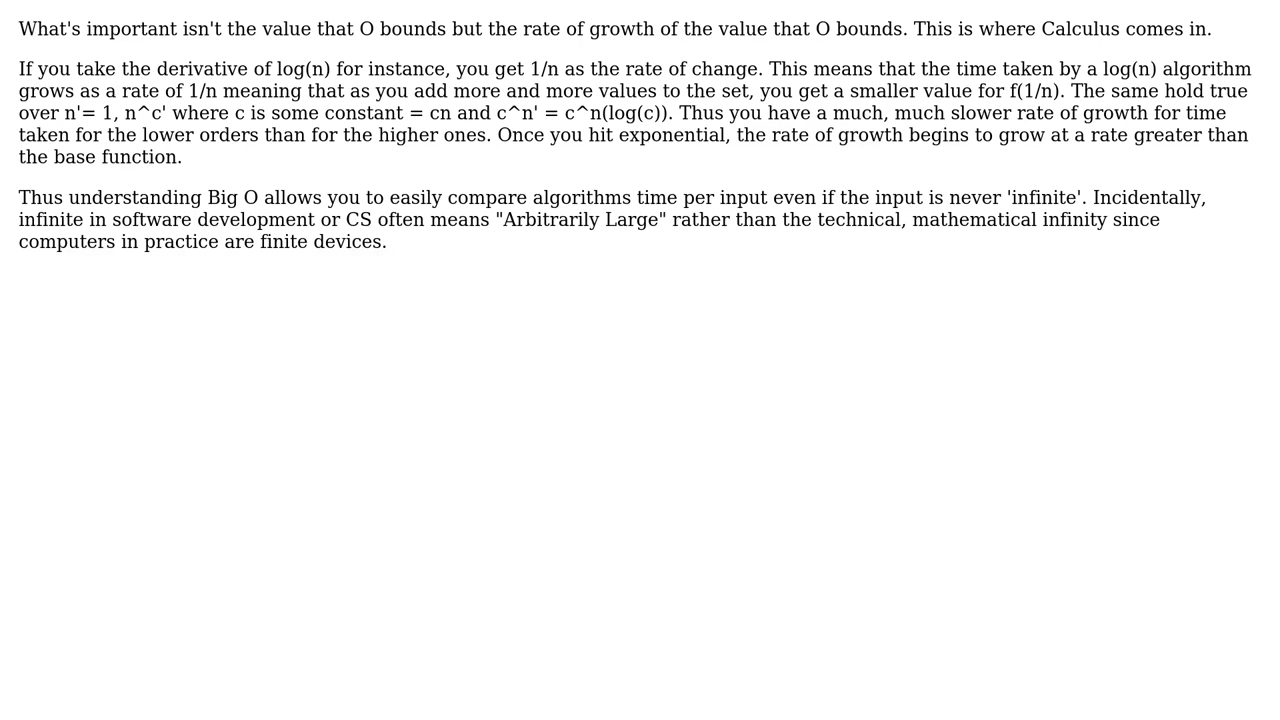 What's important isn't the value that O bounds but the rate of growth of the value that O bounds. This is where Calculus comes in.
If you take the derivative of log(n) for instance, you get 1/n as the rate of change. This means that the time taken by a log(n) algorithm
grows as a rate of 1/n meaning that as you add more and more values to the set, you get a smaller value for f(1/n). The same hold true
over n'= 1, n^c' where c is some constant = cn and c^n' = c^n(log(c)). Thus you have a much, much slower rate of growth for time
taken for the lower orders than for the higher ones. Once you hit exponential, the rate of growth begins to grow at a rate greater than
the base function.
Thus understanding Big O allows you to easily compare algorithms time per input even if the input is never 'infinite'. Incidentally,
infinite in software development or CS often means "Arbitrarily Large" rather than the technical, mathematical infinity since
computers in practice are finite devices.